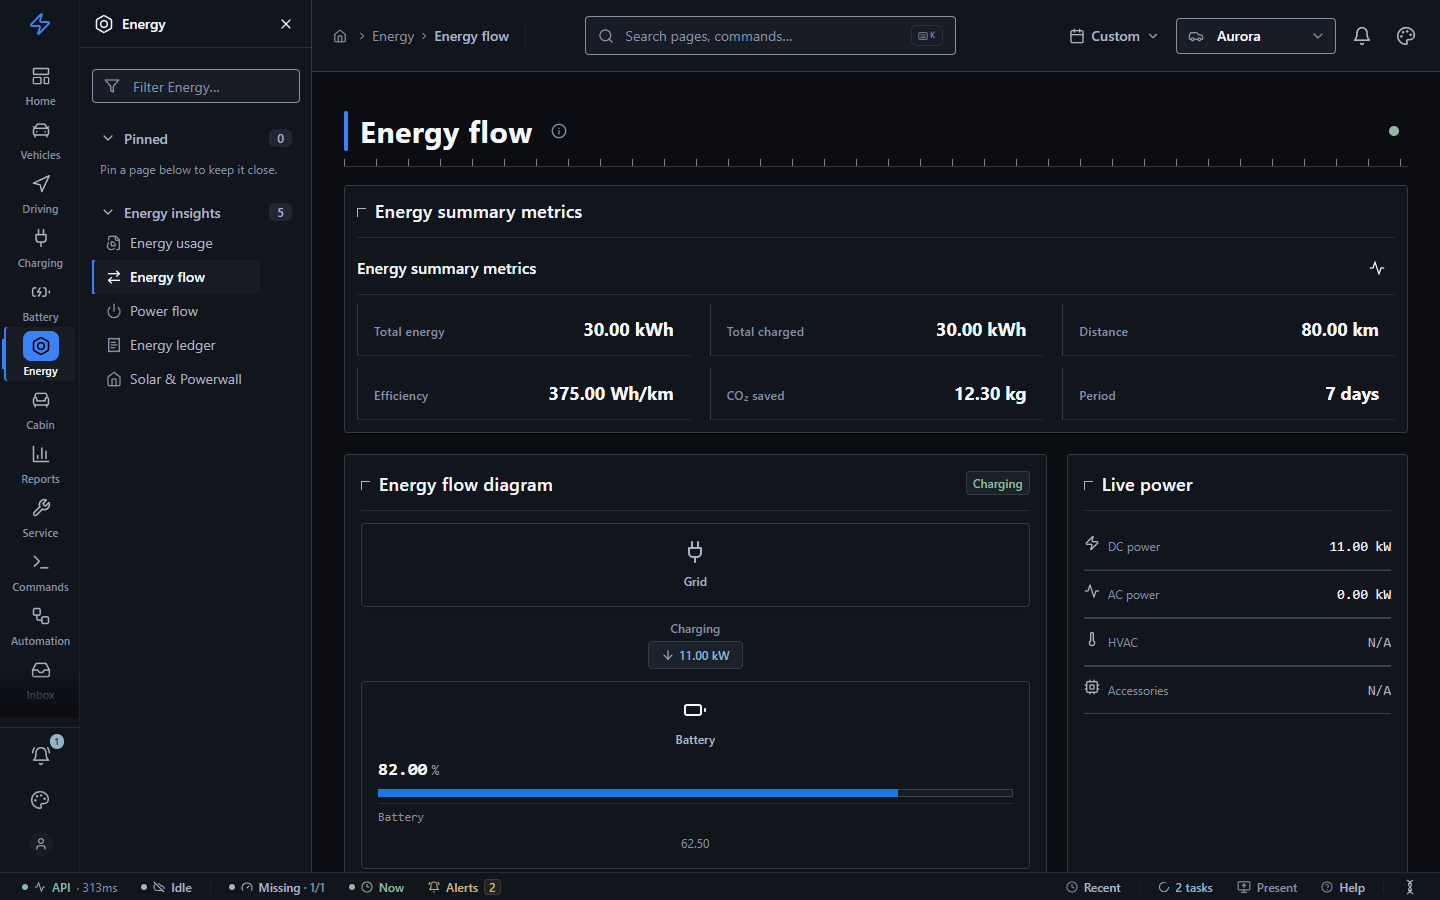 Energy
Home
Vehicles
Driving
Charging
Battery
Energy
Cabin
Reports
Service
Commands
Automation
Inbox
1
Filter Energy...
Pinned 0
Pin a page below to keep it close.
Energy insights 5
Energy usage
Energy flow
Power flow
Energy ledger
Solar & Powerwall
Energy Energy flow
Search pages, commands... K
Custom
Aurora
Energy flow
Energy summary metrics
Energy summary metrics
Total energy 30.00 kWh
Total charged 30.00 kWh
Distance 80.00 km
Efficiency 375.00 Wh/km
CO₂ saved 12.30 kg
Period 7 days
Energy flow diagram Charging
Grid
Charging
↓ 11.00 kW
Battery
82.00 %
Battery
62.50
Live power
DC power 11.00 kW
AC power 0.00 kW
HVAC N/A
Accessories N/A
API · 313ms Idle Missing · 1/1 Now Alerts 2 Recent 2 tasks Present Help